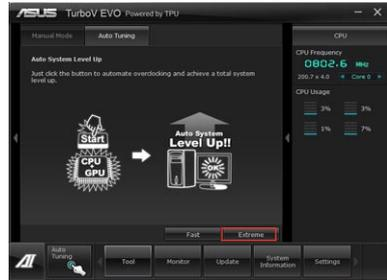 ASUS TurboV EVO Powered by TPU
Manual Mode
Auto Tuning
CPU
Auto System Level Up
Just click the button to automate overclocking and achieve a total system
level up.
CPU Frequency
0802.6 MHz
200.7 x 4.0
Core 0
CPU Usage
3%
3%
1%
7%
Start
CPU
+
GPU
Auto System
Level Up!!
OK
Fast
Extreme
Auto
Tuning
Tool
Monitor
Update
System
Information
Settings